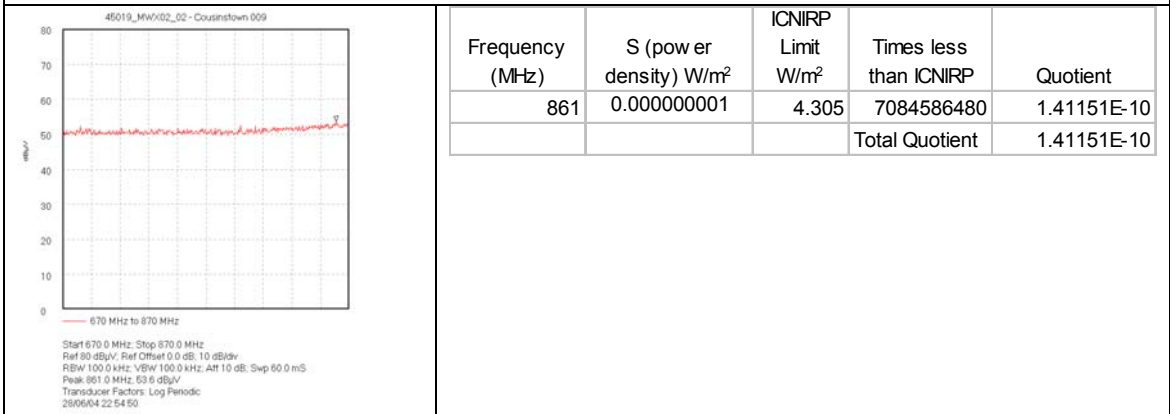 45019_MWX02_02 - Cousinstown 009
80
70
60
50
40
30
20
10
0
dBµV
670 MHz to 870 MHz
Start 670.0 MHz; Stop 870.0 MHz
Ref 80 dBµV; Ref Offset 0.0 dB; 10 dB/div
RBW 100.0 kHz; VBW 100.0 kHz; Att 10 dB; Swp 60.0 mS
Peak 861.0 MHz, 53.6 dBµV
Transducer Factors: Log Periodic
28/06/04 22:54:50
Frequency (MHz) S (pow er density) W/m² ICNIRP Limit W/m² Times less than ICNIRP Quotient
861 0.000000001 4.305 7084586480 1.41151E-10
Total Quotient 1.41151E-10